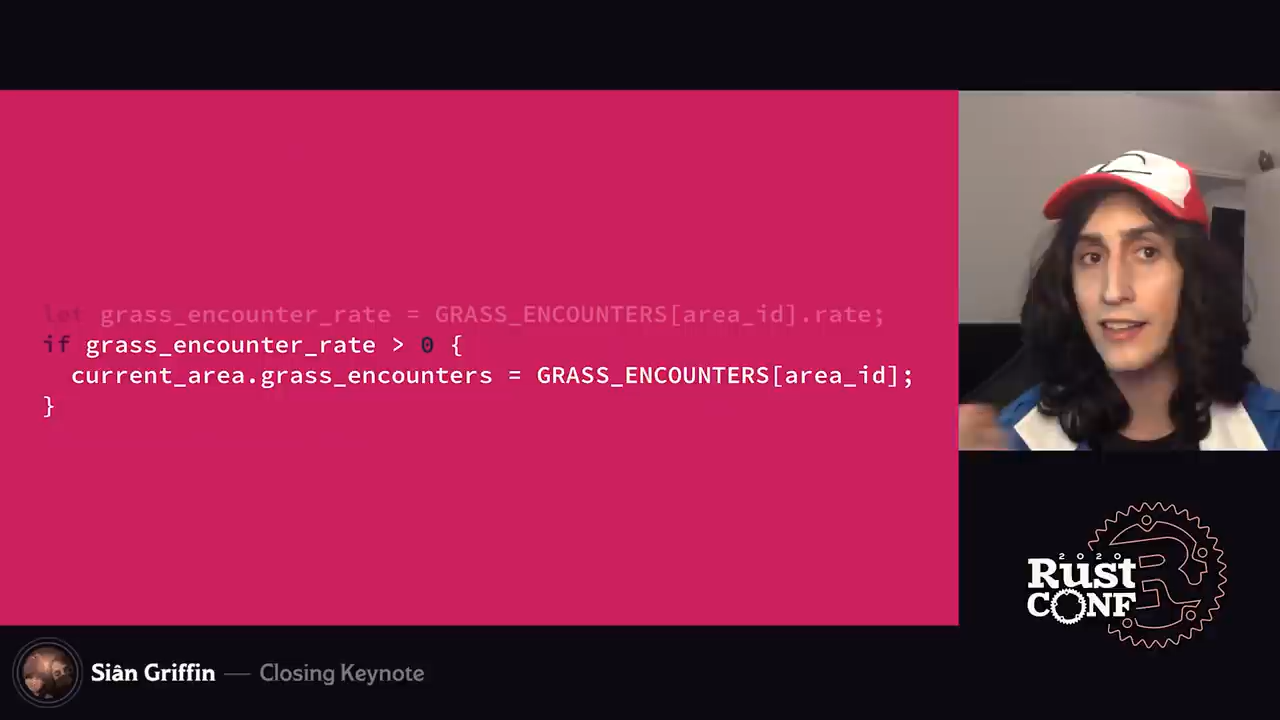 let grass_encounter_rate = GRASS_ENCOUNTERS[area_id].rate;
if grass_encounter_rate > 0 {
  current_area.grass_encounters = GRASS_ENCOUNTERS[area_id];
}
2020
Rust
CONF
R
Siân Griffin — Closing Keynote